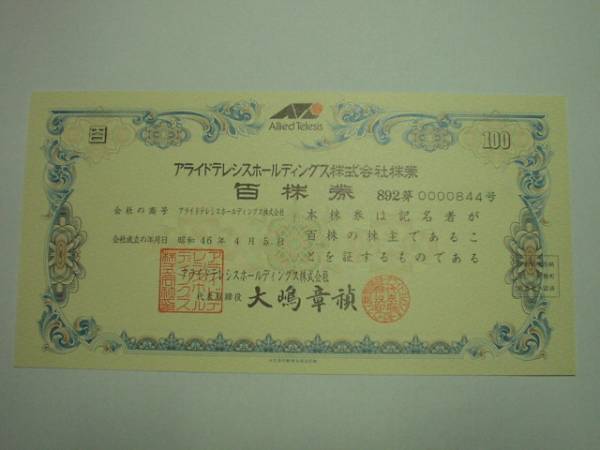 Allied Telesis
100
アライドテレシスホールディングス株式会社株券
百株券
892第0000844号
会社の商号 アライドテレシスホールディングス株式会社
会社成立の年月日 昭和46年4月5日
本株券は記名者が
百株の株主であるこ
とを証するものである
アライドテレシスホールディングス株式会社
代表取締役 大嶋章禎